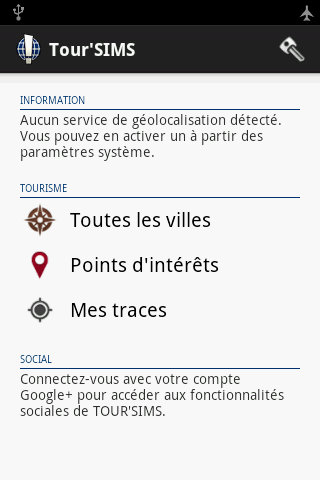 Tour'SIMS
INFORMATION
Aucun service de géolocalisation détecté.
Vous pouvez en activer un à partir des
paramètres système.
TOURISME
Toutes les villes
Points d'intérêts
Mes traces
SOCIAL
Connectez-vous avec votre compte
Google+ pour accéder aux fonctionnalités
sociales de TOUR'SIMS.